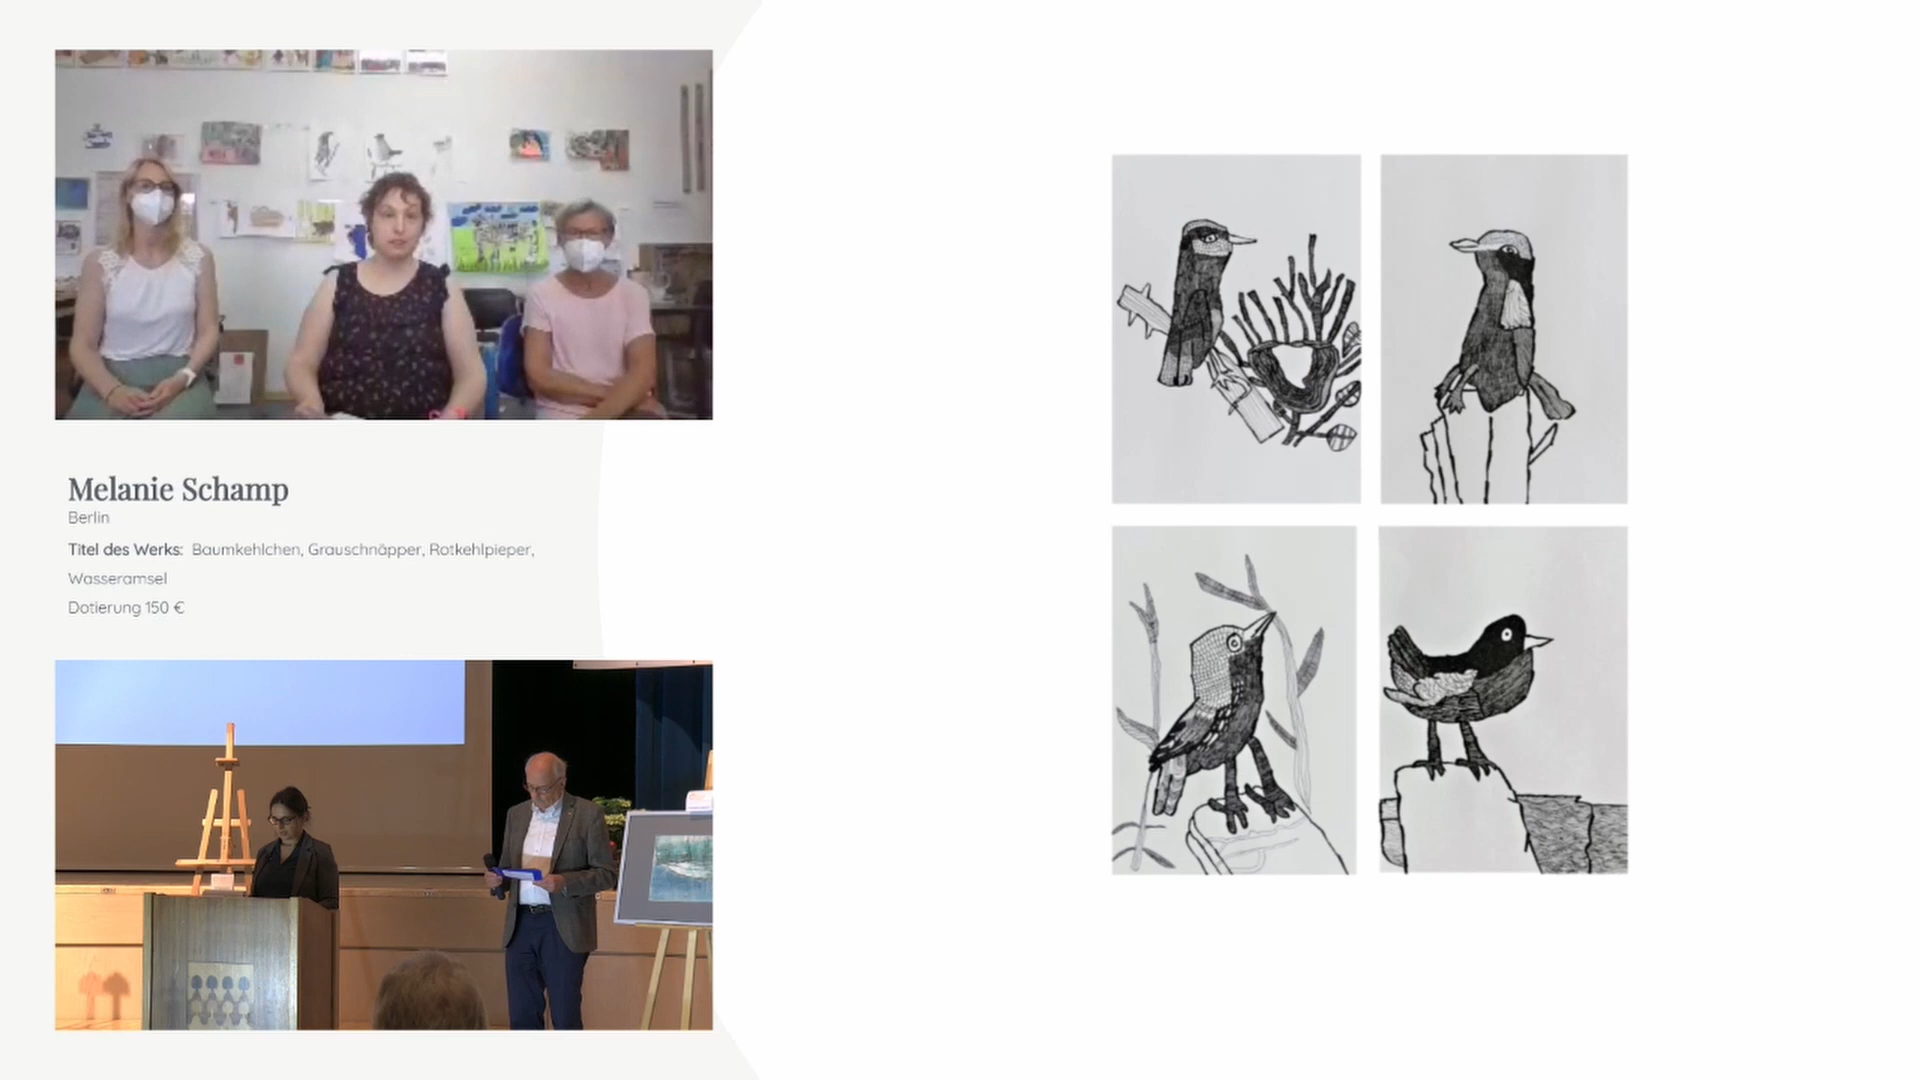 Melanie Schamp
Berlin
Titel des Werks: Baumkehlchen, Grauschnäpper, Rotkehlpieper,
Wasseramsel
Dotierung 150 €